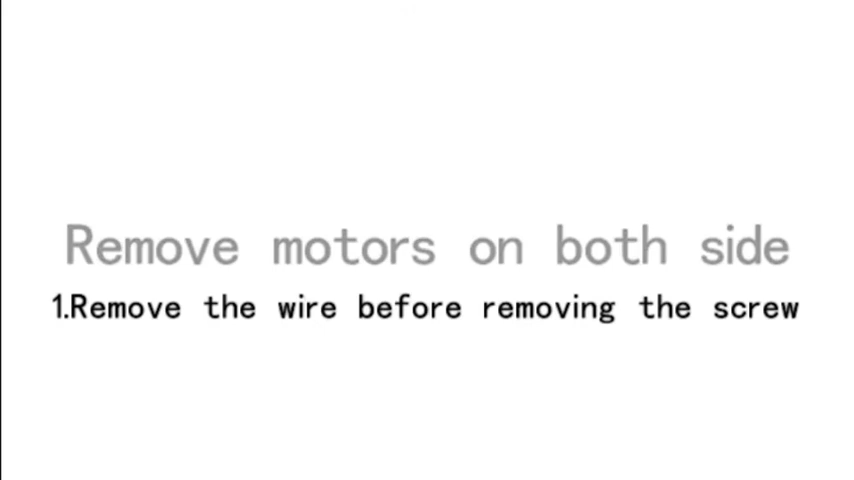 Remove motors on both side
1.Remove the wire before removing the screw